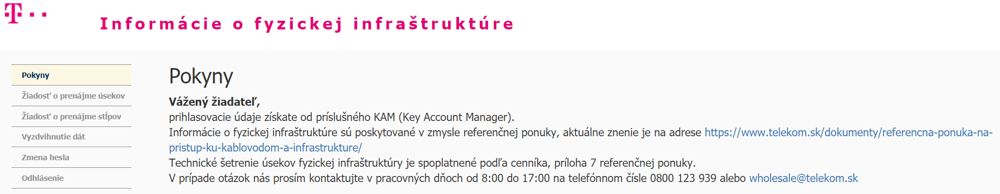 T
Informácie o fyzickej infraštruktúre
Pokyny
Žiadosť o prenájme úsekov
Žiadosť o prenájme stĺpov
Vyzdvihnutie dát
Zmena hesla
Odhlásenie
Pokyny
Vážený žiadateľ,
prihlasovacie údaje získate od príslušného KAM (Key Account Manager).
Informácie o fyzickej infraštruktúre sú poskytované v zmysle referenčnej ponuky, aktuálne znenie je na adrese https://www.telekom.sk/dokumenty/referencna-ponuka-na-
pristup-ku-kablovodom-a-infrastrukture/
Technické šetrenie úsekov fyzickej infraštruktúry je spoplatnené podľa cenníka, príloha 7 referenčnej ponuky.
V prípade otázok nás prosím kontaktujte v pracovných dňoch od 8:00 do 17:00 na telefónnom čísle 0800 123 939 alebo wholesale@telekom.sk